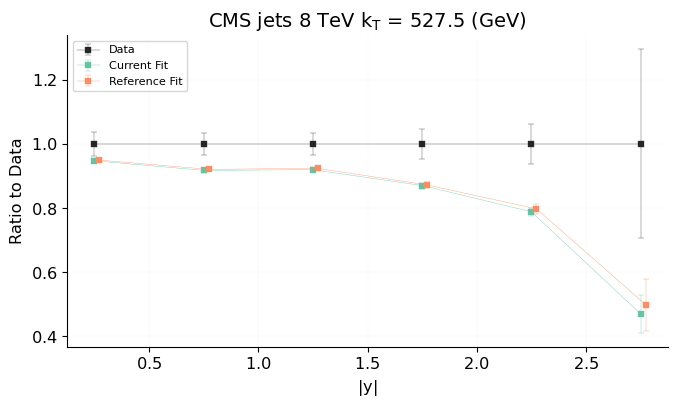 CMS jets 8 TeV k_T = 527.5 (GeV)
Data
Current Fit
Reference Fit
Ratio to Data
1.2
1.0
0.8
0.6
0.4
0.5 1.0 1.5 2.0 2.5
|y|